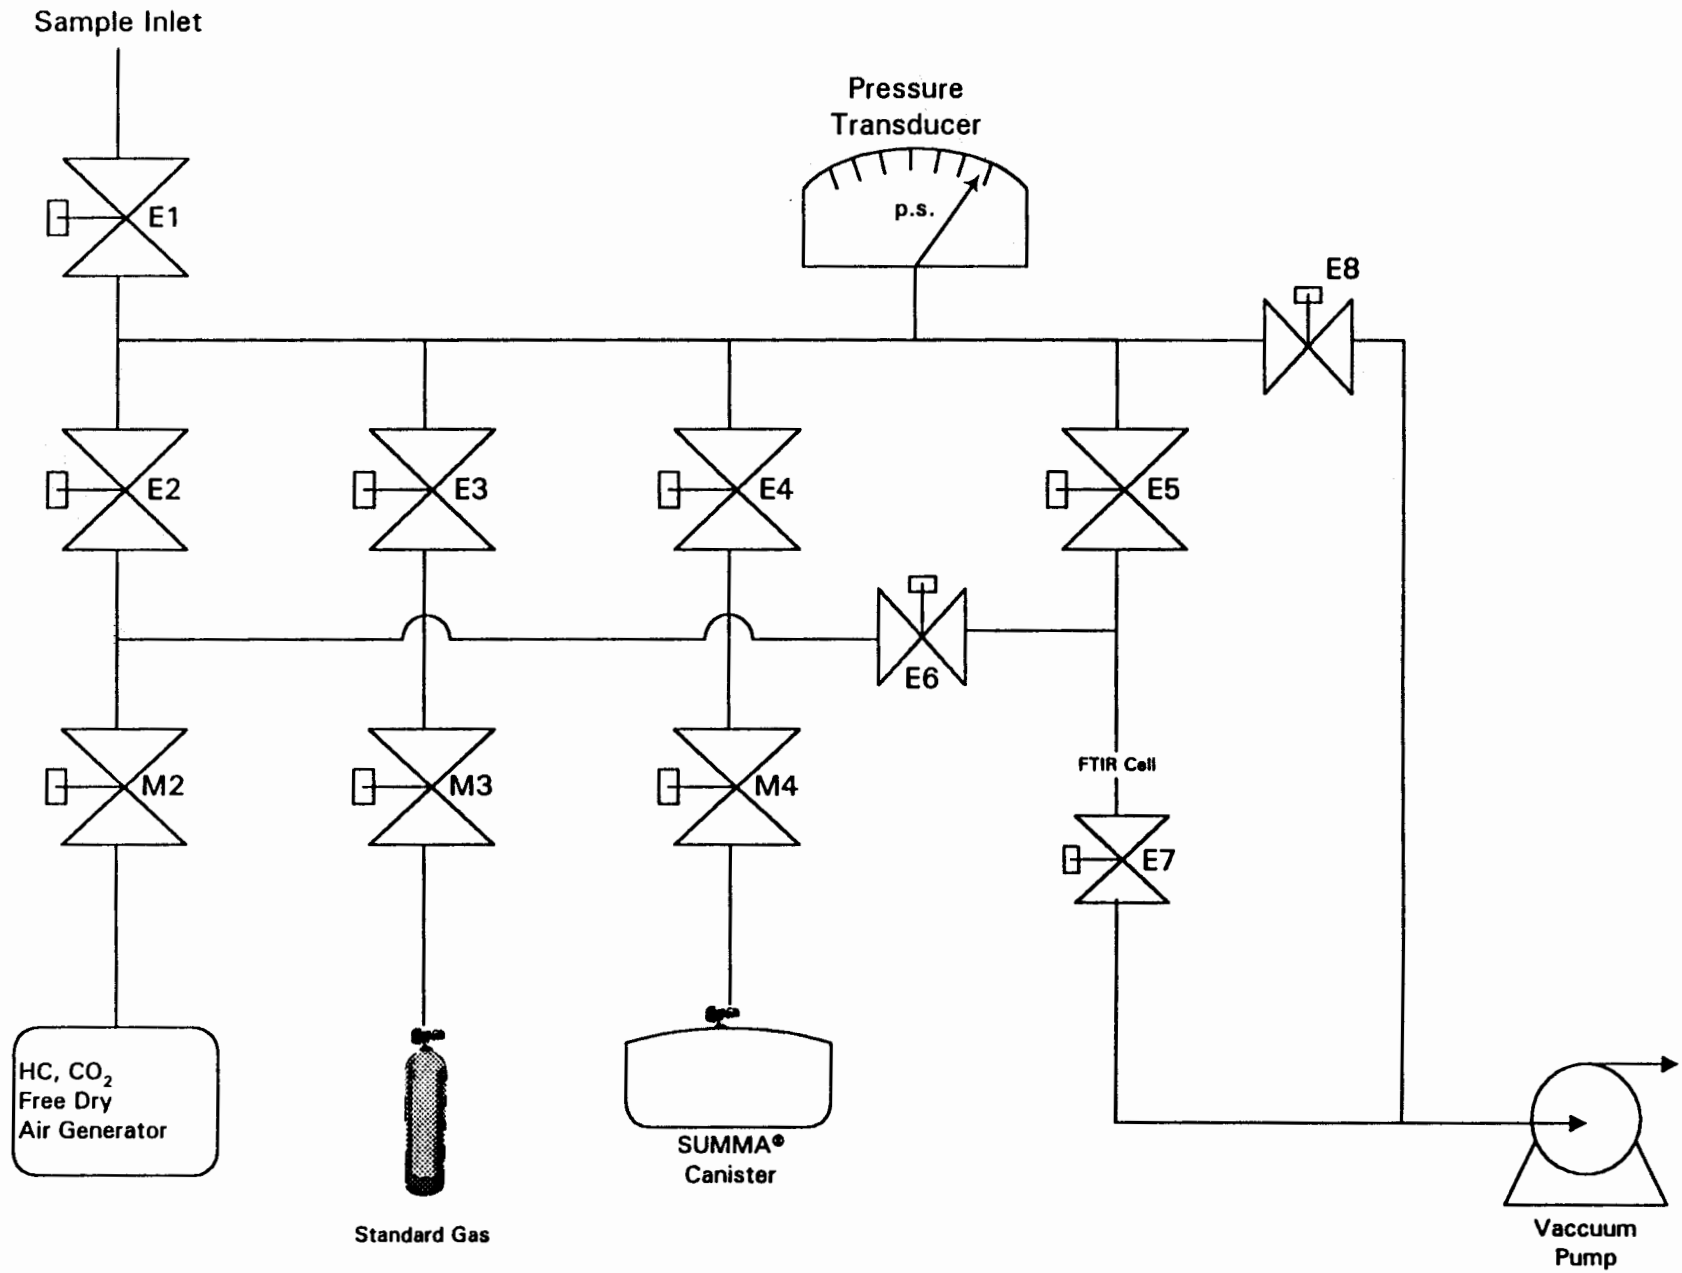 Sample Inlet
Pressure
Transducer
p.s.
E1
E8
E2
E3
E4
E5
E6
FTIR Cell
M2
M3
M4
E7
HC, CO₂
Free Dry
Air Generator
SUMMA®
Canister
Standard Gas
Vaccuum
Pump